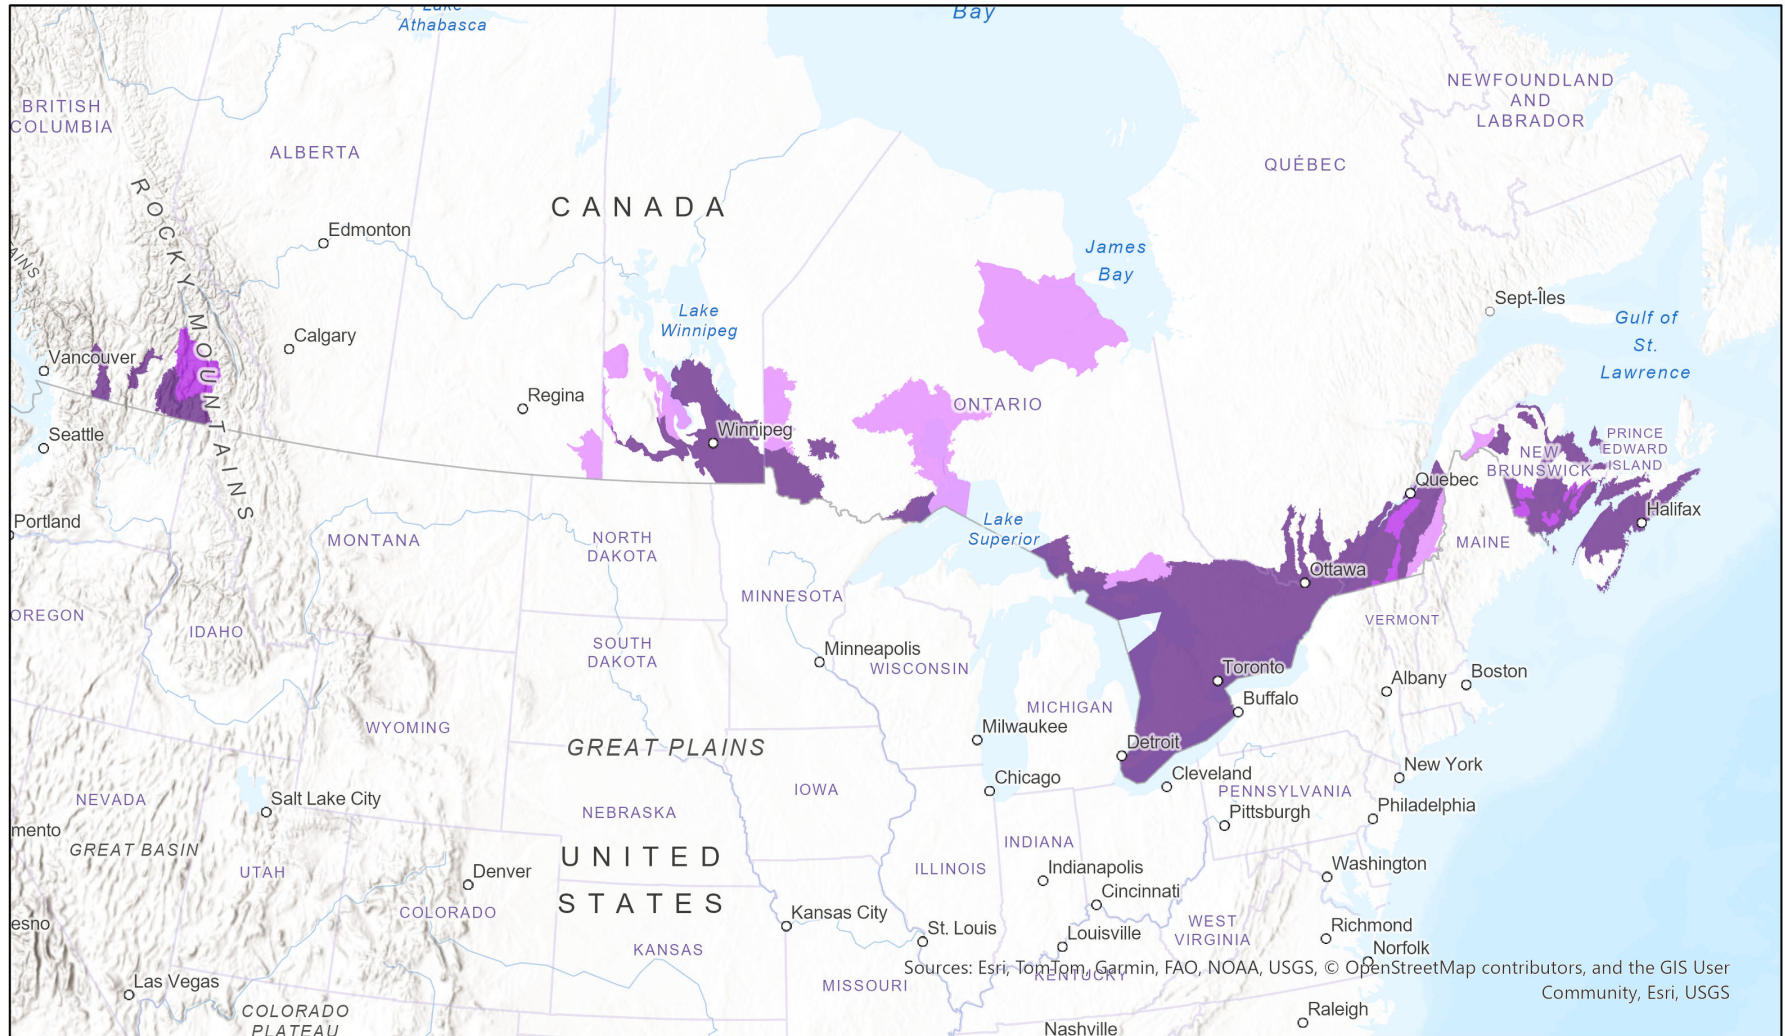 Lake
Athabasca
Bay
BRITISH
COLUMBIA
ALBERTA
NEWFOUNDLAND
AND
LABRADOR
QUÉBEC
ROCKY MOUNTAINS
CANADA
Edmonton
James
Bay
AINS
Sept-Îles
Lake
Winnipeg
Gulf of
St.
Lawrence
Vancouver
Calgary
Regina
ONTARIO
Winnipeg
Seattle
NEW
BRUNSWICK
PRINCE
EDWARD
ISLAND
Quebec
Halifax
Portland
MONTANA
NORTH
DAKOTA
Lake
Superior
MAINE
Ottawa
OREGON
IDAHO
MINNESOTA
VERMONT
SOUTH
DAKOTA
Minneapolis
WISCONSIN
Toronto
Albany
Boston
Buffalo
WYOMING
MICHIGAN
Milwaukee
GREAT PLAINS
Detroit
Chicago
Cleveland
New York
NEVADA
Salt Lake City
IOWA
PENNSYLVANIA
Pittsburgh
Philadelphia
NEBRASKA
mento
GREAT BASIN
INDIANA
UNITED
STATES
UTAH
Denver
ILLINOIS
Indianapolis
Washington
Cincinnati
COLORADO
Kansas City
St. Louis
Louisville
WEST
VIRGINIA
Richmond
esno
KANSAS
Norfolk
Sources: Esri, TomTom, Garmin, FAO, NOAA, USGS, © OpenStreetMap contributors, and the GIS User
Community, Esri, USGS
KENTUCKY
Las Vegas
MISSOURI
COLORADO
PLATEAU
Raleigh
Nashville